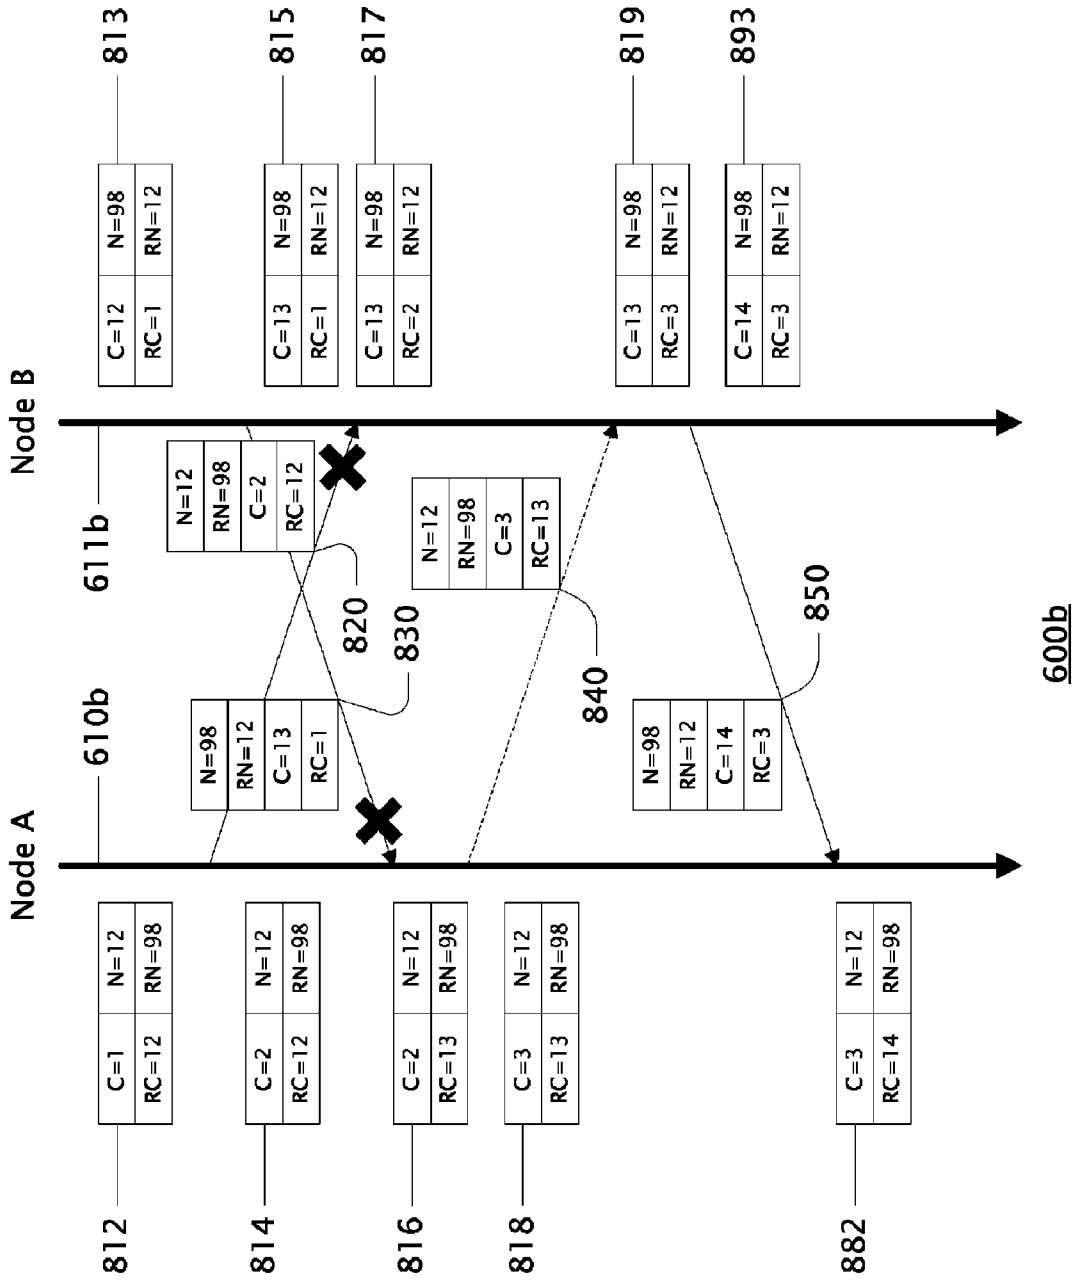 Node A
Node B
610b
611b
812
C=1
N=12
RC=12
RN=98
813
C=12
N=98
RC=1
RN=12
N=12
RN=98
C=2
RC=12
820
N=98
RN=12
C=13
RC=1
830
814
C=2
N=12
RC=12
RN=98
815
C=13
N=98
RC=1
RN=12
816
C=2
N=12
RC=13
RN=98
817
C=13
N=98
RC=2
RN=12
N=12
RN=98
C=3
RC=13
840
818
C=3
N=12
RC=13
RN=98
819
C=13
N=98
RC=3
RN=12
N=98
RN=12
C=14
RC=3
850
893
C=14
N=98
RC=3
RN=12
882
C=3
N=12
RC=14
RN=98
600b